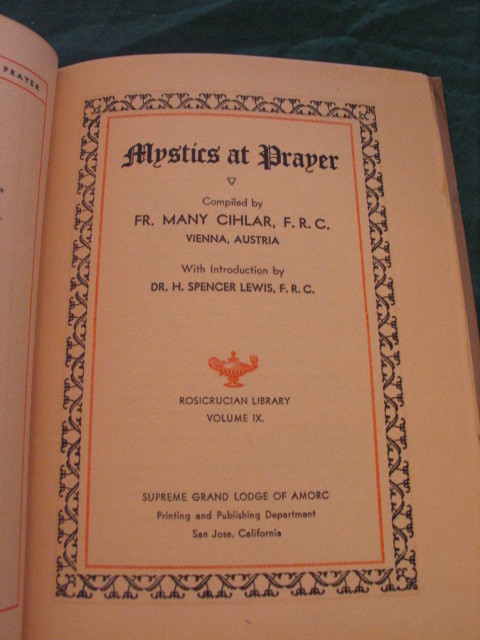 PRAYER
Mystics at Prayer
Compiled by
FR. MANY CIHLAR, F.R.C.
VIENNA, AUSTRIA
With Introduction by
DR. H. SPENCER LEWIS, F.R.C.
ROSICRUCIAN LIBRARY
VOLUME IX.
SUPREME GRAND LODGE OF AMORC
Printing and Publishing Department
San Jose, California